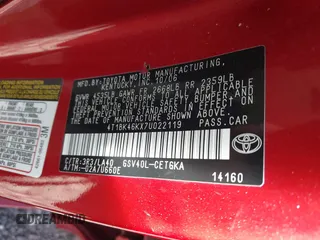 MFD. BY TOYOTA MOTOR MANUFACTURING,
KENTUCKY, INC. 10/06
GVWR 4535LB GAWR FR 2668LB RR 2359LB
THIS VEHICLE CONFORMS TO ALL APPLICABLE
FEDERAL MOTOR VEHICLE SAFETY,
AND THEFT PREVENTION STANDARDS
IN EFFECT ON THE DATE OF
MANUFACTURE SHOWN ABOVE.
4T1BK46KX7U022119 PASS.CAR
TOYOTA
C/TR:3R3/LA40 GSV40L-CETGKA
A/TM:-02A/U660E
14160